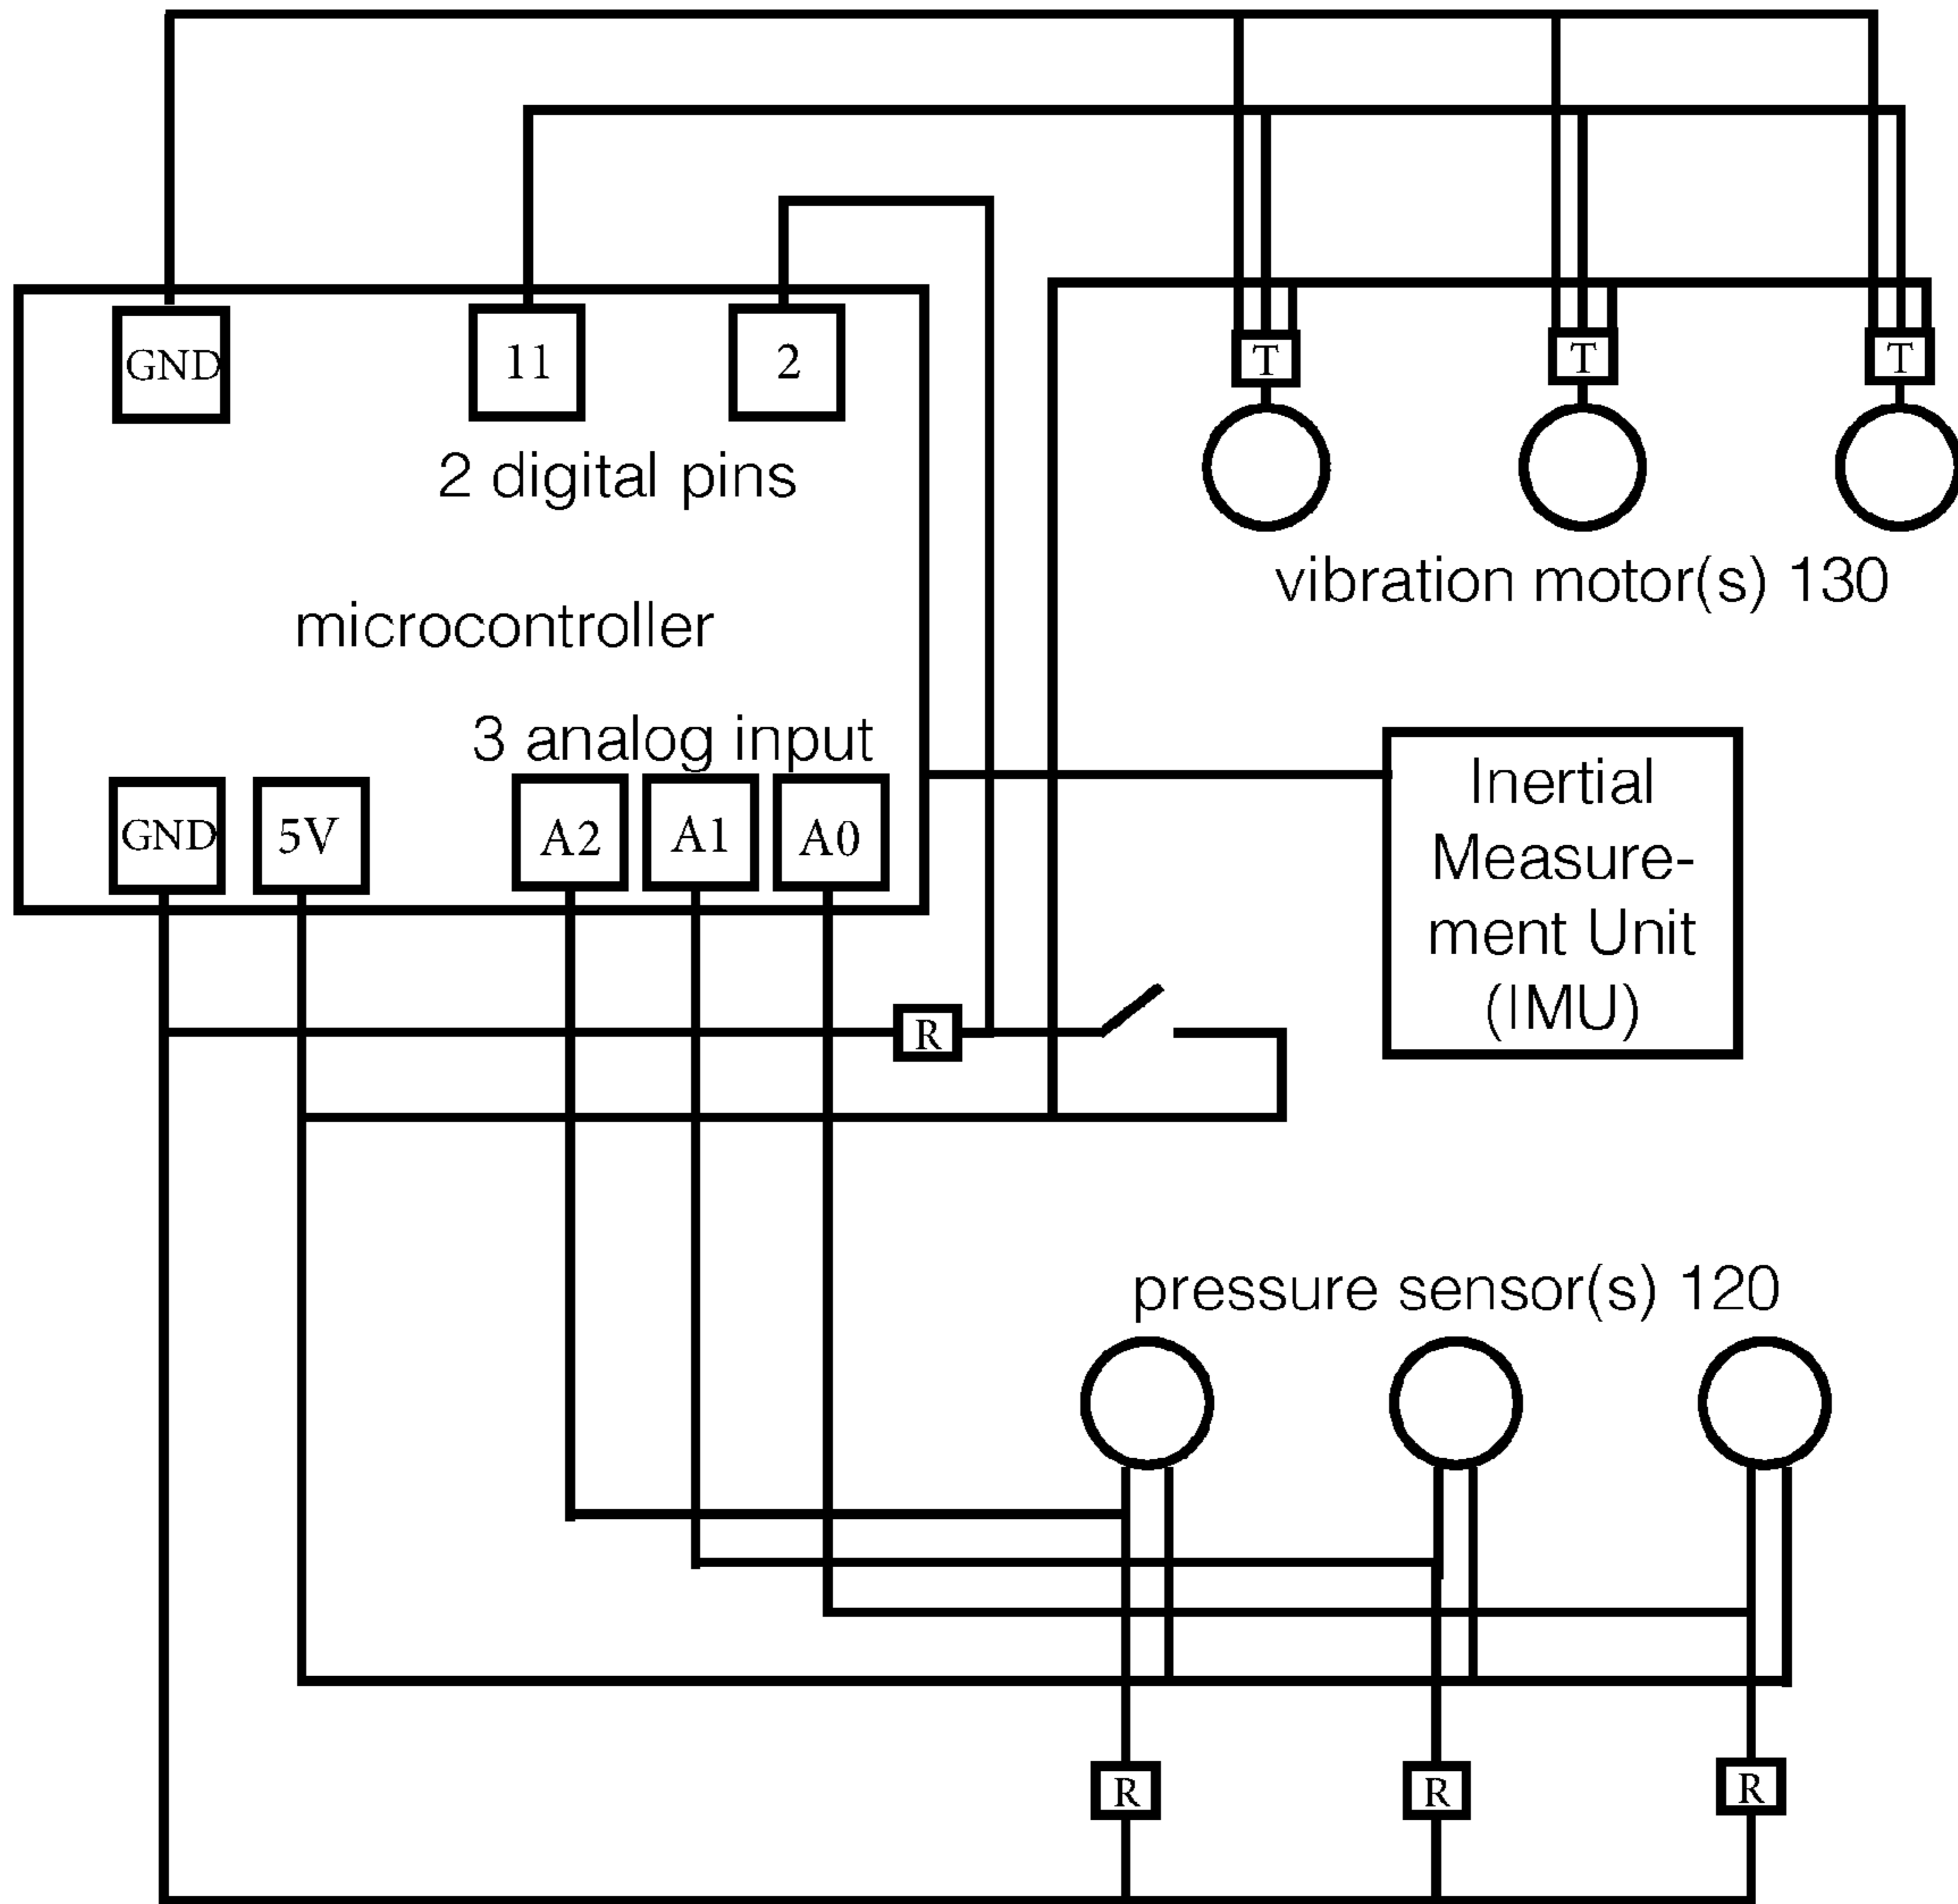 GND
11
2
T
T
T
2 digital pins
vibration motor(s) 130
microcontroller
3 analog input
Inertial
Measure-
ment Unit
(IMU)
GND
5V
A2
A1
A0
R
pressure sensor(s) 120
R
R
R